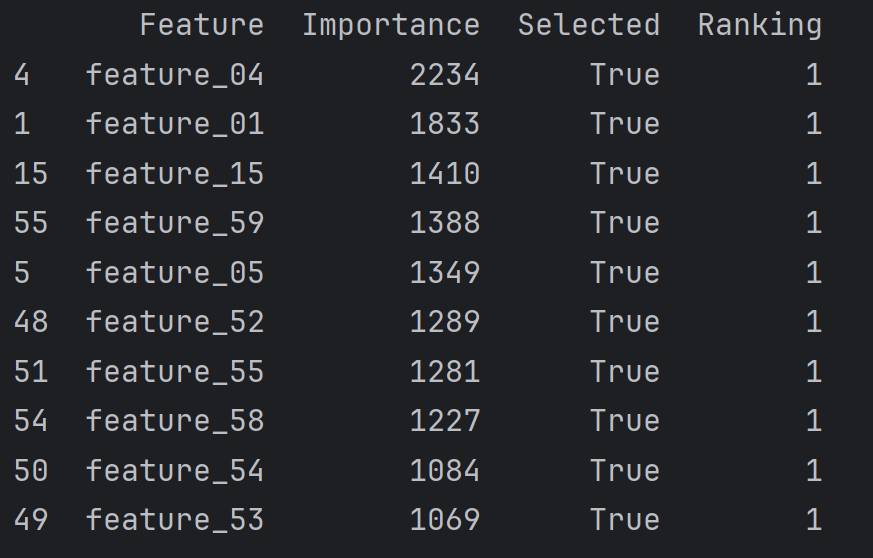 Feature Importance Selected Ranking
4 feature_04 2234 True 1
1 feature_01 1833 True 1
15 feature_15 1410 True 1
55 feature_59 1388 True 1
5 feature_05 1349 True 1
48 feature_52 1289 True 1
51 feature_55 1281 True 1
54 feature_58 1227 True 1
50 feature_54 1084 True 1
49 feature_53 1069 True 1